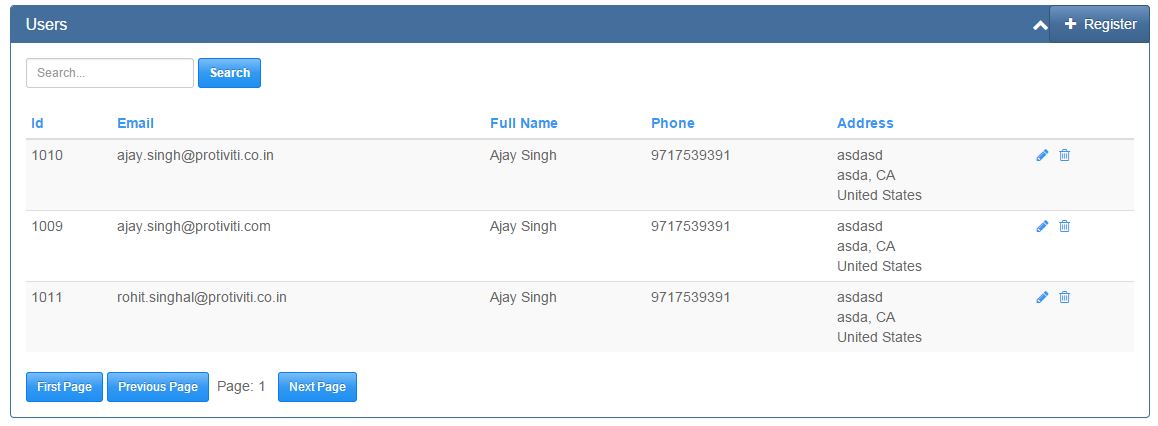 Users
Register
Search...
Search
Id Email Full Name Phone Address
1010 ajay.singh@protiviti.co.in Ajay Singh 9717539391 asdasd
asda, CA
United States
1009 ajay.singh@protiviti.com Ajay Singh 9717539391 asdasd
asda, CA
United States
1011 rohit.singhal@protiviti.co.in Ajay Singh 9717539391 asdasd
asda, CA
United States
First Page Previous Page Page: 1 Next Page